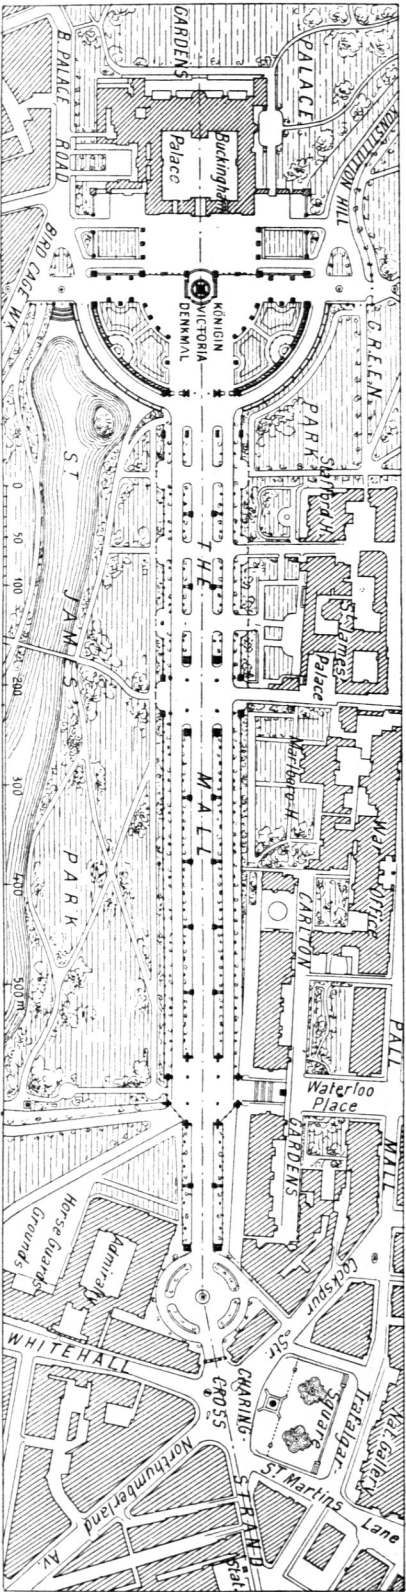 PALACE
GARDENS
KONSTITUTION HILL
B. PALACE
ROAD
Buckingham
Palace
BIRD CAGE WK
KÖNIGIN
VICTORIA
DENKMAL
GREEN
PARK
Stafford H.
St James
Palace
THE MALL
ST JAMES' PARK
0 50 100 200 300 400 500 m
Marlboro-H
War Office
CARLTON
GARDENS
PALL MALL
Waterloo
Place
Horse Guards
Grounds
Admiralty
Cockspur
Str.
Trafalgar-
Square
Nat. Gallery
WHITEHALL
CHARING-
CROSS
St Martins Lane
STRAND
Northumberland
Av.
Stat.